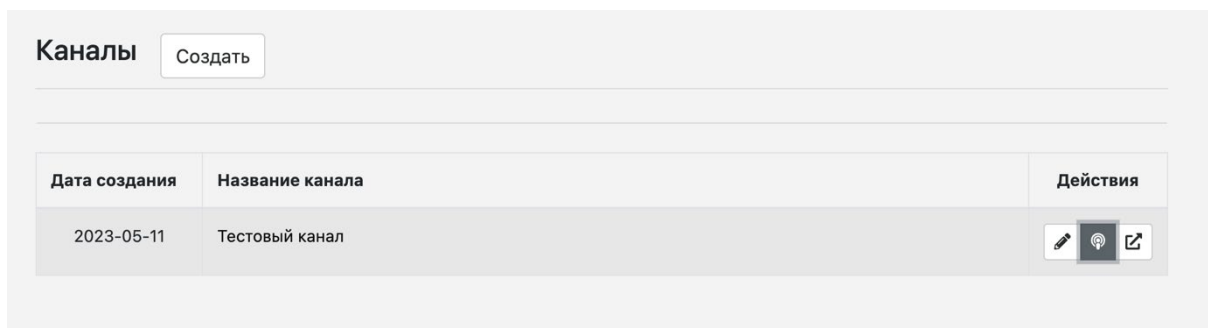 Каналы Создать
Дата создания Название канала Действия
2023-05-11 Тестовый канал